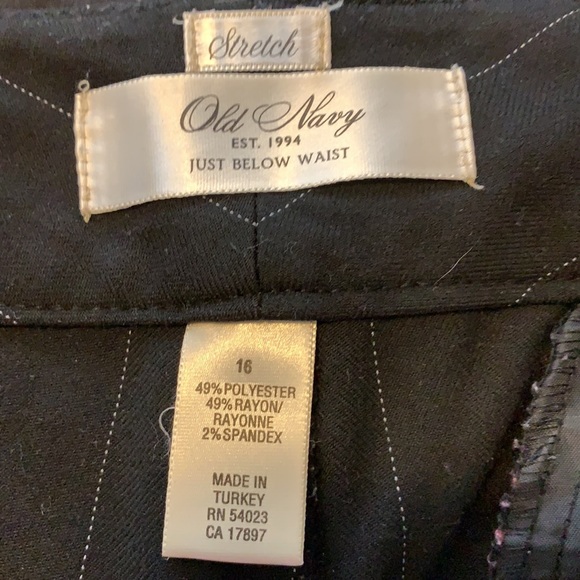 Stretch
Old Navy
EST. 1994
JUST BELOW WAIST
16
49%POLYESTER
49%RAYON/
RAYONNE
2%SPANDEX
MADE IN
TURKEY
RN 54023
CA 17897